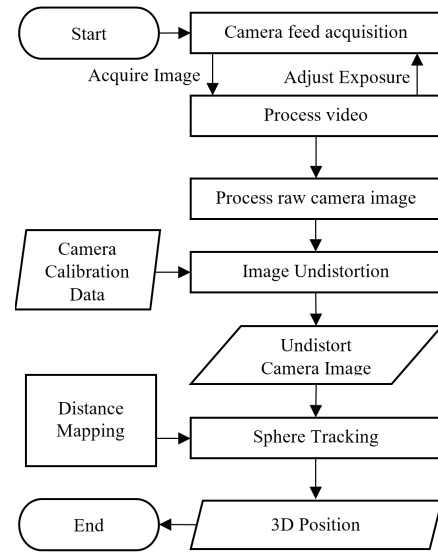 Start
Camera feed acquisition
Acquire Image
Adjust Exposure
Process video
Process raw camera image
Camera
Calibration
Data
Image Undistortion
Undistort
Camera Image
Distance
Mapping
Sphere Tracking
End
3D Position